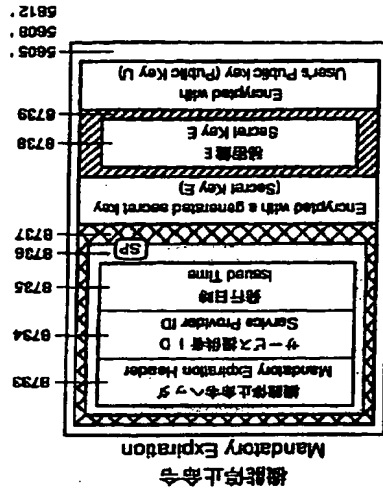 機能停止命令
Mandatory Expiration
機能停止命令ヘッダ
Mandatory Expiration Header
8733
サービス提供者ID
Service Provider ID
8734
発行日時
Issued Time
8735
SP
8736
8737
Encrypted with a generated secret key
(Secret Key E)
秘密鍵E
Secret Key E
8738
8739
Encrypted with
User's Public key (Public Key U)
5605,
5608,
5812,